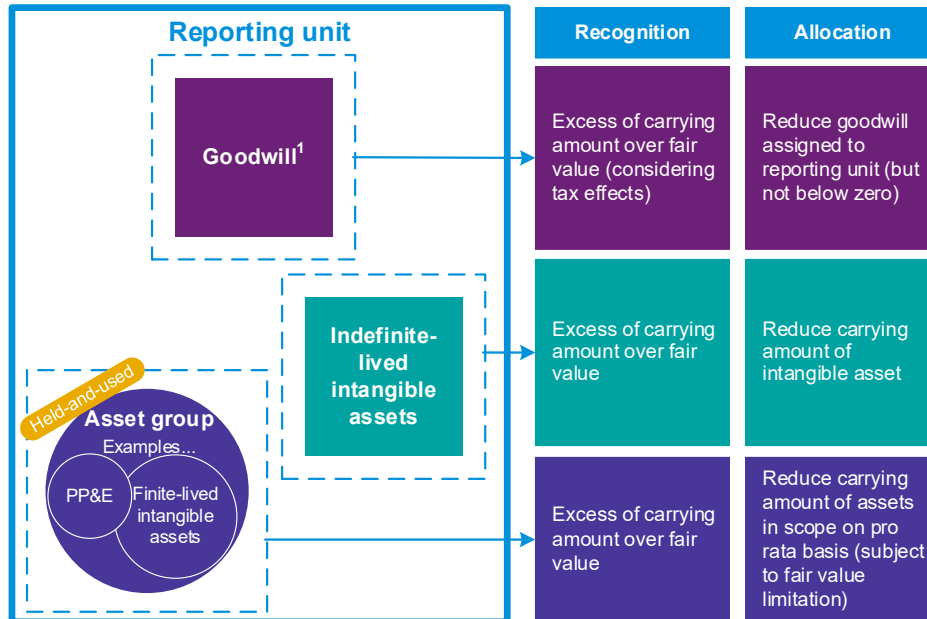 Reporting unit
Recognition
Allocation
Goodwill¹
Excess of carrying
amount over fair
value (considering
tax effects)
Reduce goodwill
assigned to
reporting unit (but
not below zero)
Indefinite-
lived
intangible
assets
Excess of carrying
amount over fair
value
Reduce carrying
amount of
intangible asset
Held-and-used
Asset group
Examples...
PP&E
Finite-lived
intangible
assets
Excess of carrying
amount over fair
value
Reduce carrying
amount of assets
in scope on pro
rata basis (subject
to fair value
limitation)